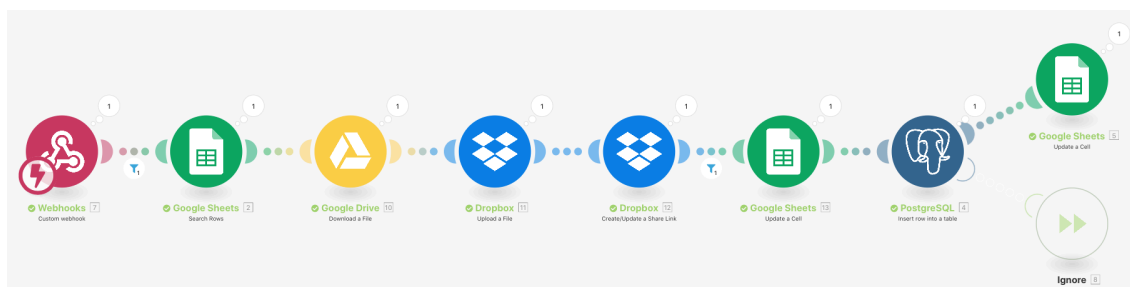 1
1
1
1
1
1
1
1
1
1
Webhooks 7
Custom webhook
Google Sheets 2
Search Rows
Google Drive 10
Download a File
Dropbox 11
Upload a File
Dropbox 12
Create/Update a Share Link
Google Sheets 13
Update a Cell
PostgreSQL 4
Insert row into a table
Google Sheets 5
Update a Cell
Ignore 8